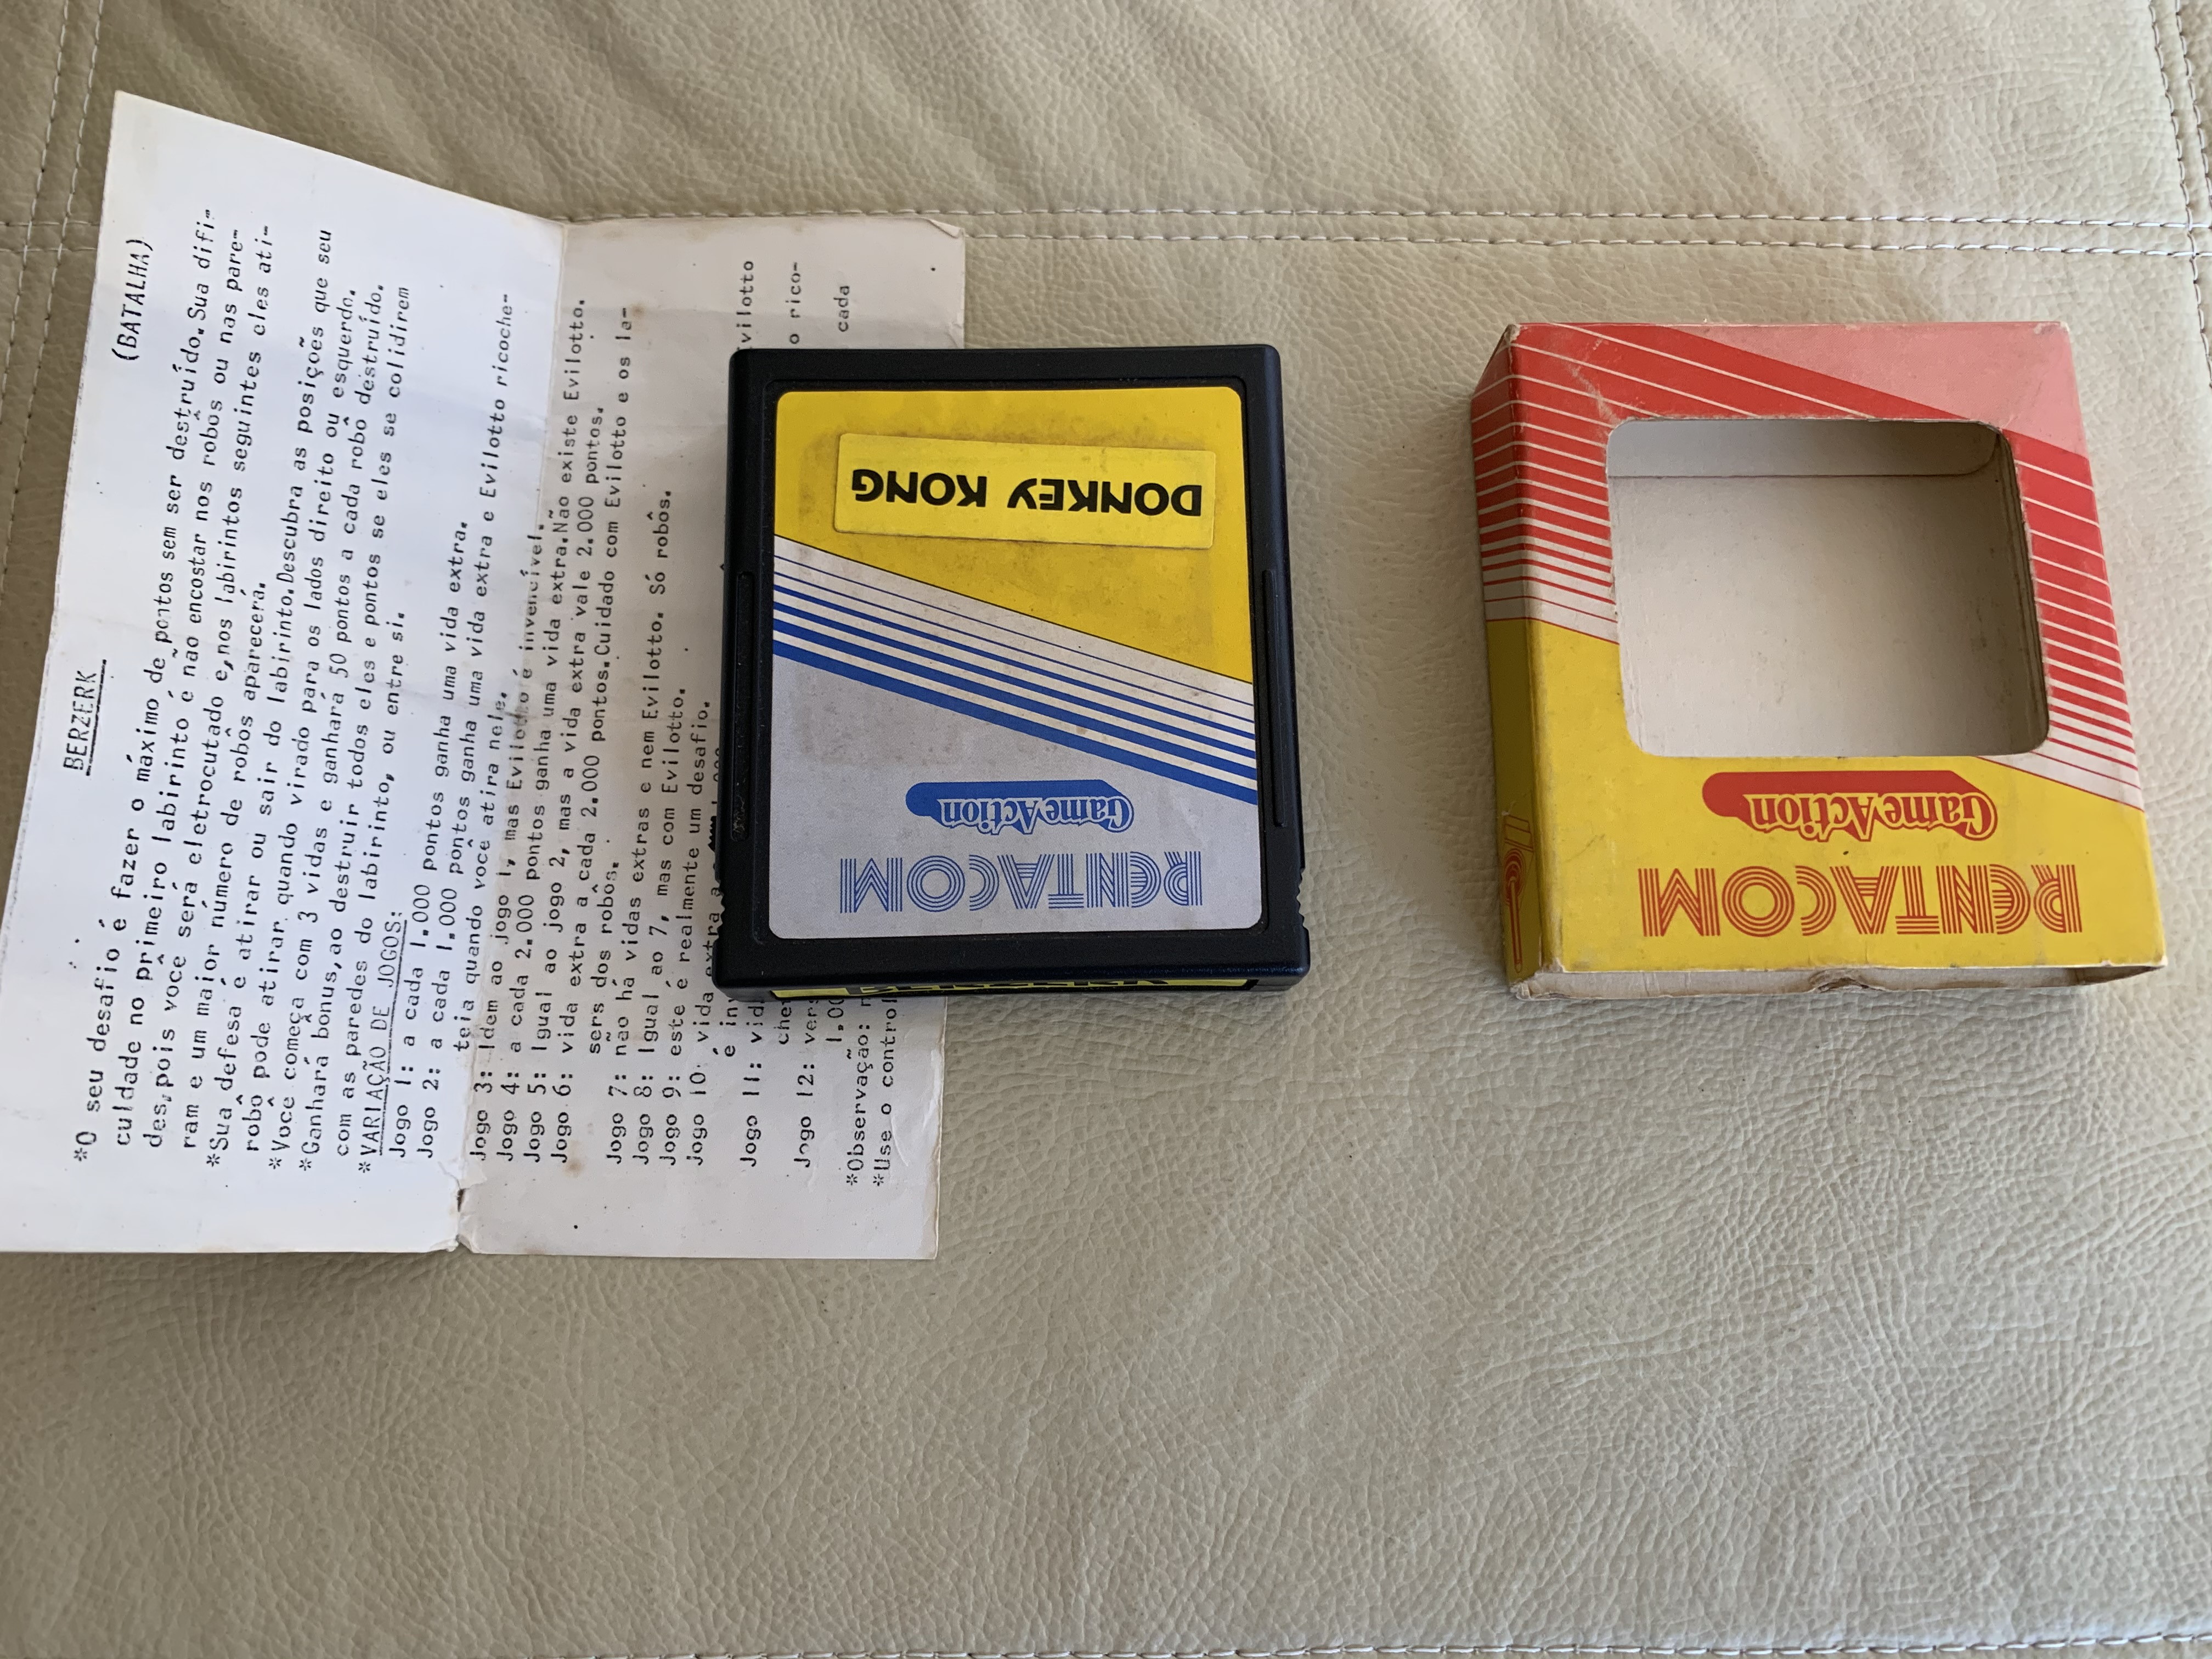 BERZERK
(BATALHA)
*O seu desafio é fazer o máximo de pontos sem ser destruído.Sua difi-
culdade no primeiro labirinto é não encostar nos robos ou nas pare-
des,pois você será eletrocutado e,nos labirintos seguintes eles ati-
ram e um maior número de robôs aparecerá.
*Sua defesa é atirar ou sair do labirinto.Descubra as posições que seu
robô pode atirar quando virado para os lados direito ou esquerdo.
*Você começa com 3 vidas e ganhará 50 pontos a cada robô destruído.
*Ganhará bonus,ao destruir todos eles e pontos se eles se colidirem
com as paredes do labirinto, ou entre si.
*VARIAÇÃO DE JOGOS:
Jogo 1: a cada 1.000 pontos ganha uma vida extra.
Jogo 2: a cada 1.000 pontos ganha uma vida extra e Evilotto ricoche-
teia quando você atira nele.
Jogo 3: Idem ao jogo 1, mas Evilotto é invencível.
Jogo 4: a cada 2.000 pontos ganha uma vida extra.Não existe Evilotto.
Jogo 5: Igual ao jogo 2, mas a vida extra vale 2.000 pontos.
Jogo 6: vida extra a cada 2.000 pontos.Cuidado com Evilotto e os la-
sers dos robôs.
Jogo 7: não há vidas extras e nem Evilotto. Só robôs.
Jogo 8: Igual ao 7, mas com Evilotto.
Jogo 9: este é realmente um desafio.
Jogo 10: vida extra
vilotto
é
Jogo 11:
o rico-
Jogo 12:
cada
*Observação:
*Use o
DONKEY KONG
GameAction
RENTACOM
BERZERK
GameAction
RENTACOM